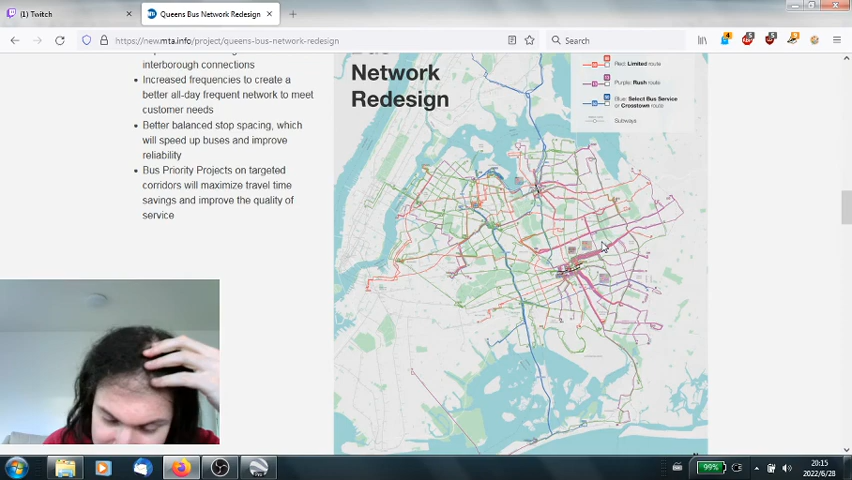 (1) Twitch
Queens Bus Network Redesign
https://new.mta.info/project/queens-bus-network-redesign
Search
4
5
5
interborough connections
Increased frequencies to create a
better all-day frequent network to meet
customer needs
Better balanced stop spacing, which
will speed up buses and improve
reliability
Bus Priority Projects on targeted
corridors will maximize travel time
savings and improve the quality of
service
Network
Redesign
Red: Limited route
Purple: Rush route
Blue: Select Bus Service
or Crosstown route
Subways
99%
20:15
2022/6/28